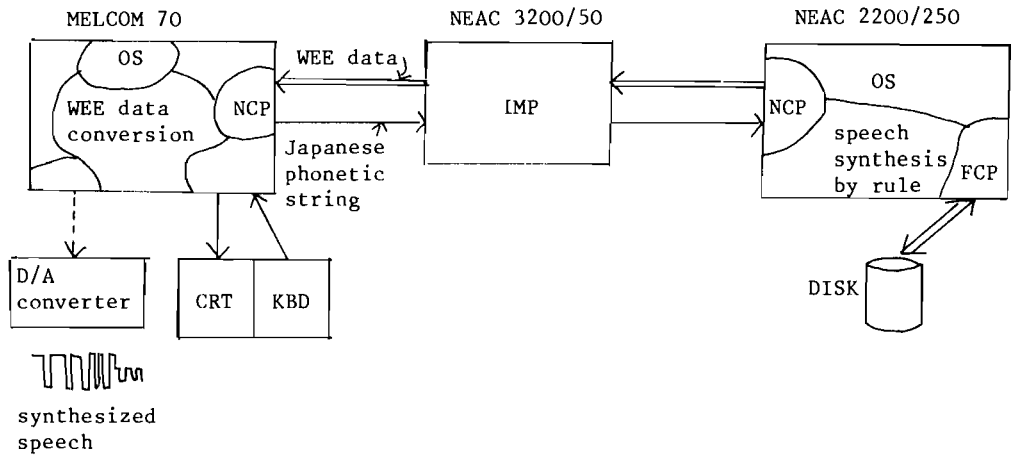 MELCOM 70
NEAC 3200/50
NEAC 2200/250
OS
WEE data
conversion
NCP
WEE data
Japanese
phonetic
string
IMP
NCP
OS
speech
synthesis
by rule
FCP
D/A
converter
CRT
KBD
DISK
synthesized
speech